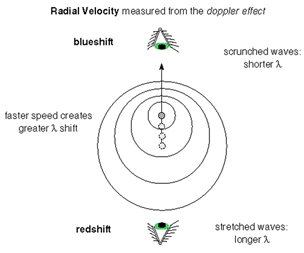 Radial Velocity measured from the doppler effect
blueshift
scrunched waves:
shorter λ
faster speed creates
greater λ shift
redshift
stretched waves:
longer λ